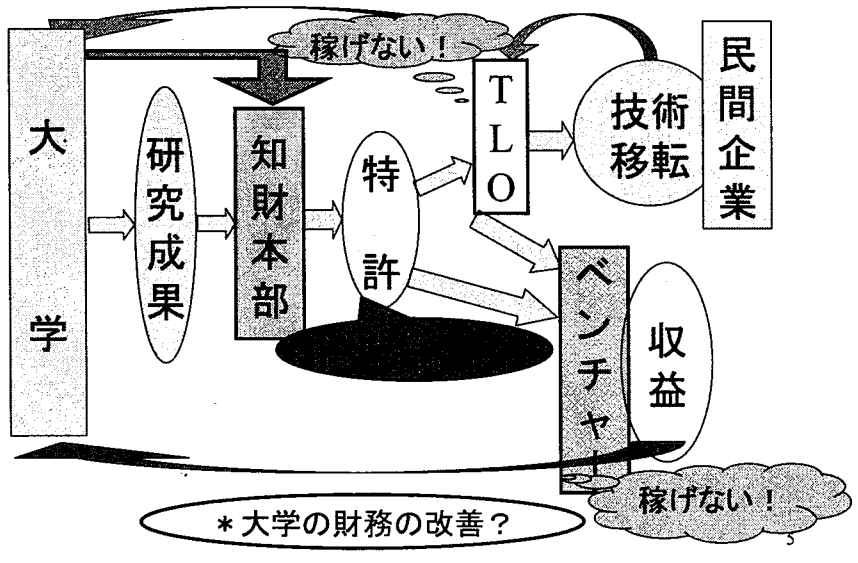 大学
研究成果
知財本部
特許
稼げない！
TLO
技術
移転
民間企業
ベンチャー
収益
稼げない！
＊大学の財務の改善？
5